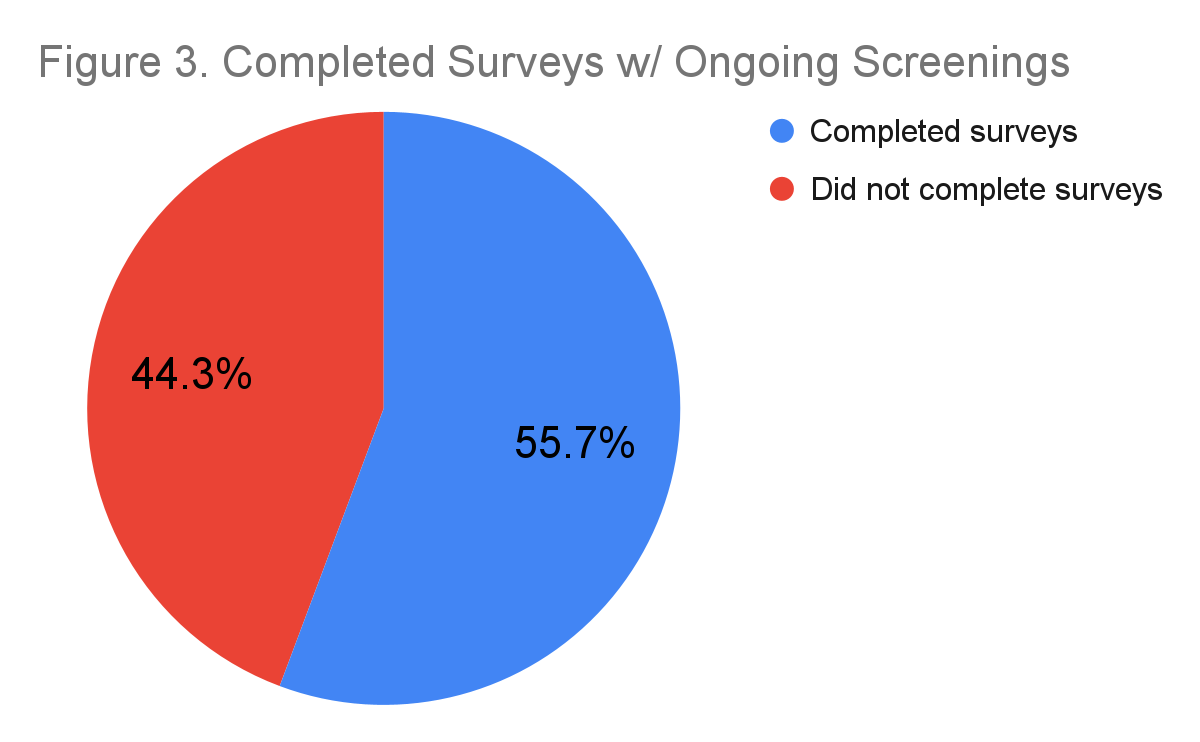 Figure 3. Completed Surveys w/ Ongoing Screenings
Completed surveys
Did not complete surveys
44.3%
55.7%